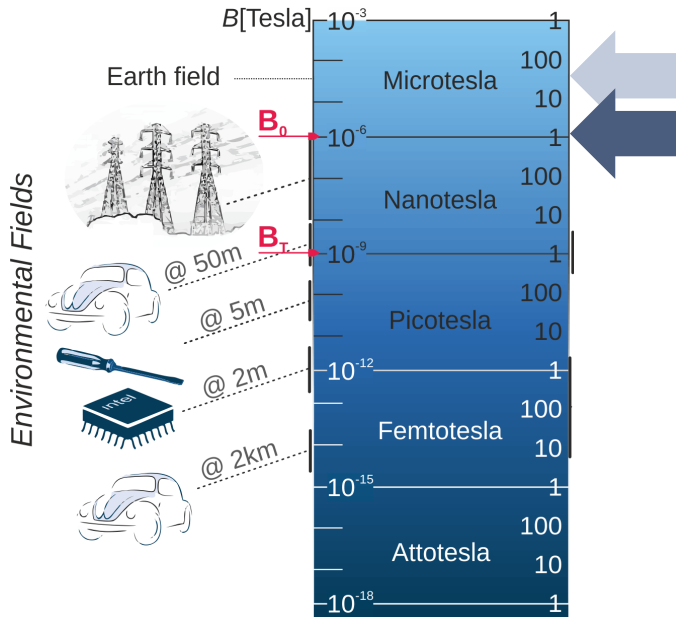 B[Tesla]
10-3
1
Earth field
Microtesla
100
10
B0
10-6
1
Environmental Fields
Nanotesla
100
10
BT
10-9
1
@ 50m
@ 5m
Picotesla
100
10
intel
@ 2m
10-12
1
Femtotesla
100
10
@ 2km
10-15
1
Attotesla
100
10
10-18
1